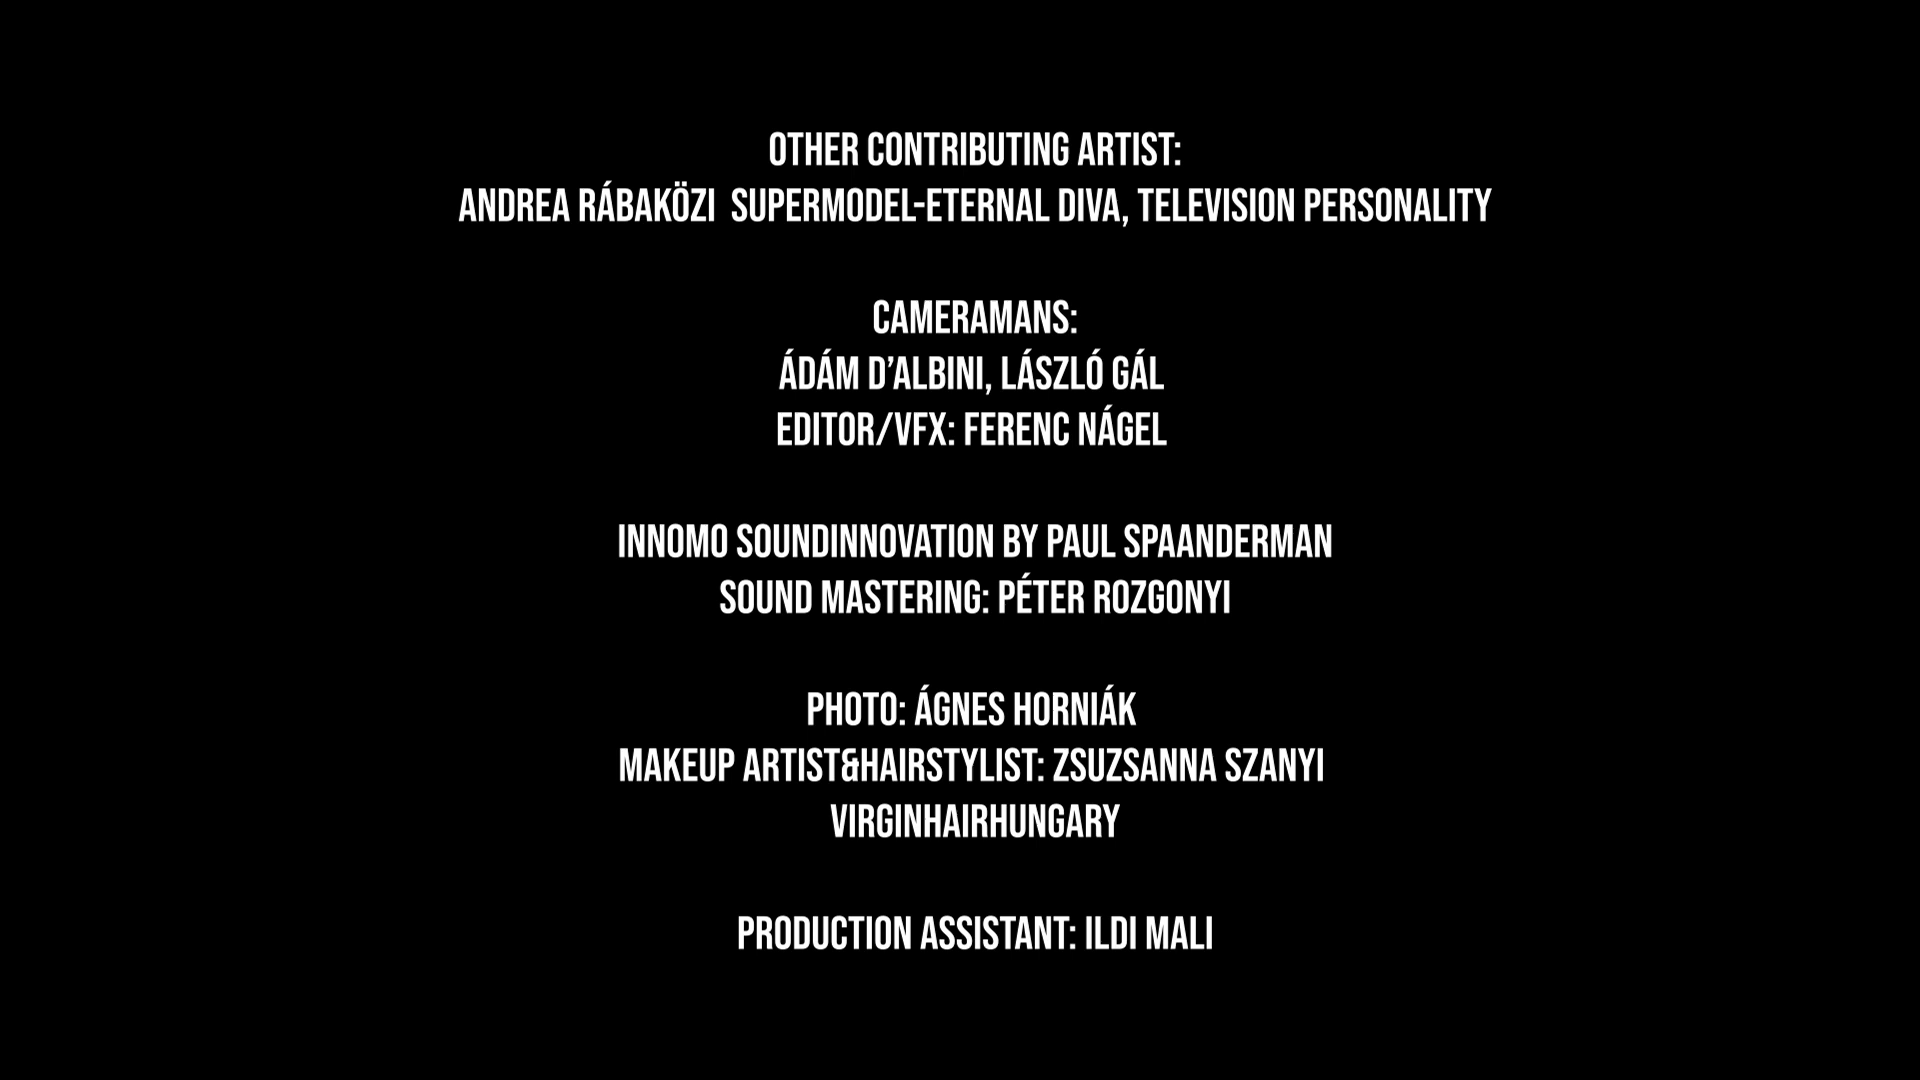 OTHER CONTRIBUTING ARTIST:
ANDREA RÁBAKÖZI  SUPERMODEL-ETERNAL DIVA, TELEVISION PERSONALITY
CAMERAMANS:
ÁDÁM D’ALBINI, LÁSZLÓ GÁL
EDITOR/VFX: FERENC NÁGEL
INNOMO SOUNDINNOVATION BY PAUL SPAANDERMAN
SOUND MASTERING: PÉTER ROZGONYI
PHOTO: ÁGNES HORNIÁK
MAKEUP ARTIST&HAIRSTYLIST: ZSUZSANNA SZANYI
VIRGINHAIRHUNGARY
PRODUCTION ASSISTANT: ILDI MALI